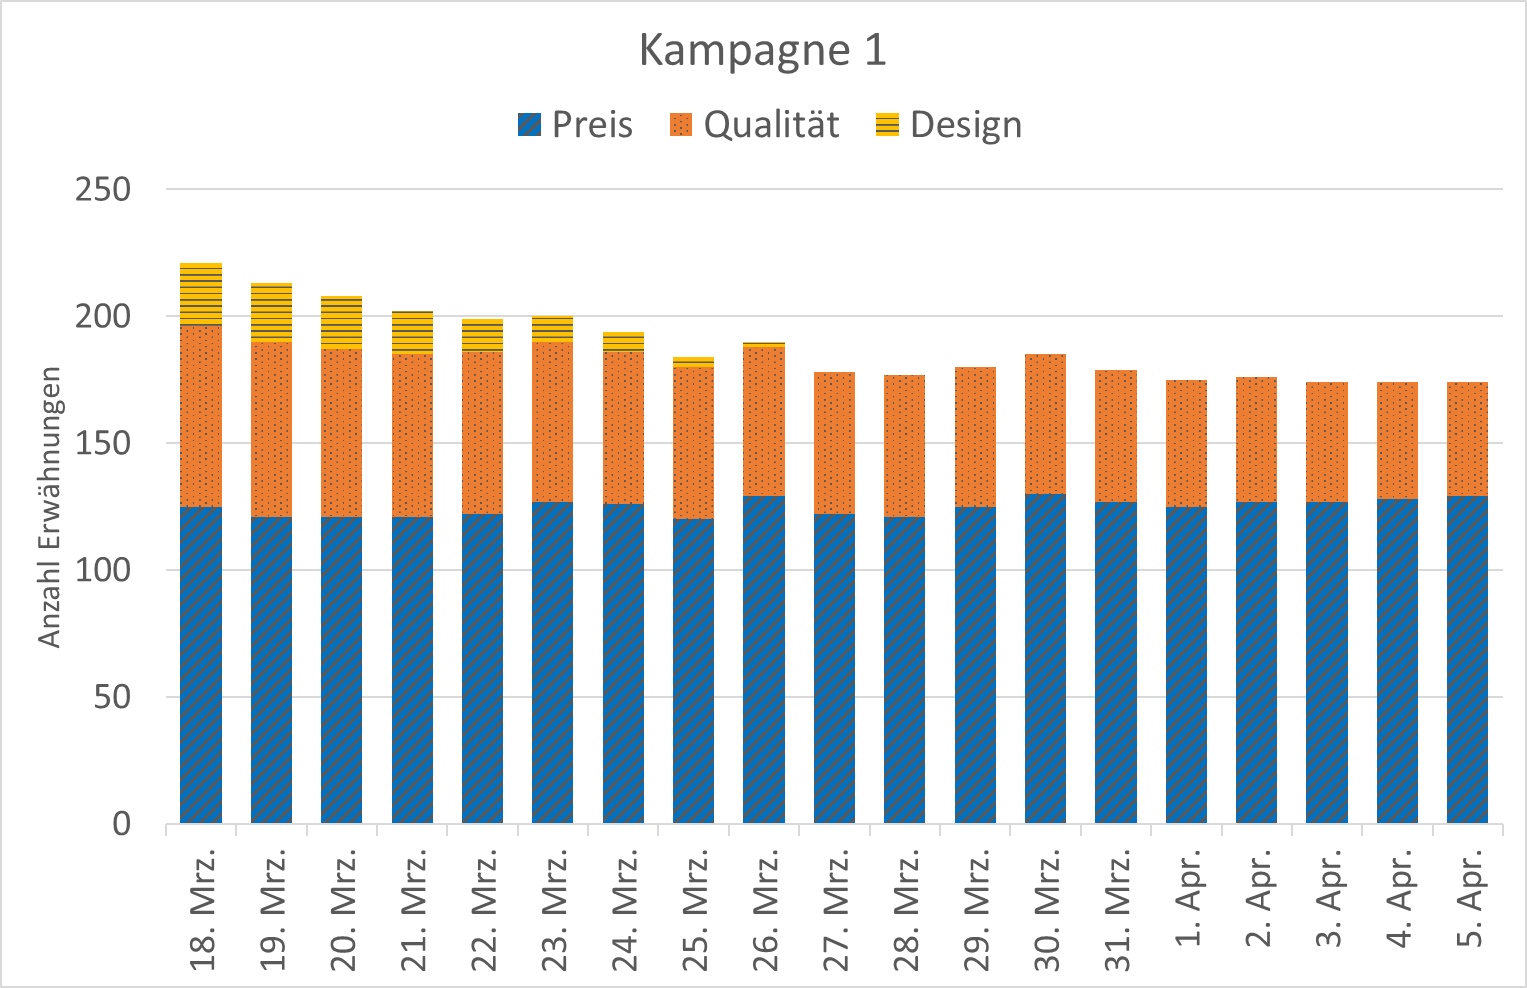 Kampagne 1
Preis Qualität Design
Anzahl Erwähnungen
250
200
150
100
50
0
18. Mrz.
19. Mrz.
20. Mrz.
21. Mrz.
22. Mrz.
23. Mrz.
24. Mrz.
25. Mrz.
26. Mrz.
27. Mrz.
28. Mrz.
29. Mrz.
30. Mrz.
31. Mrz.
1. Apr.
2. Apr.
3. Apr.
4. Apr.
5. Apr.